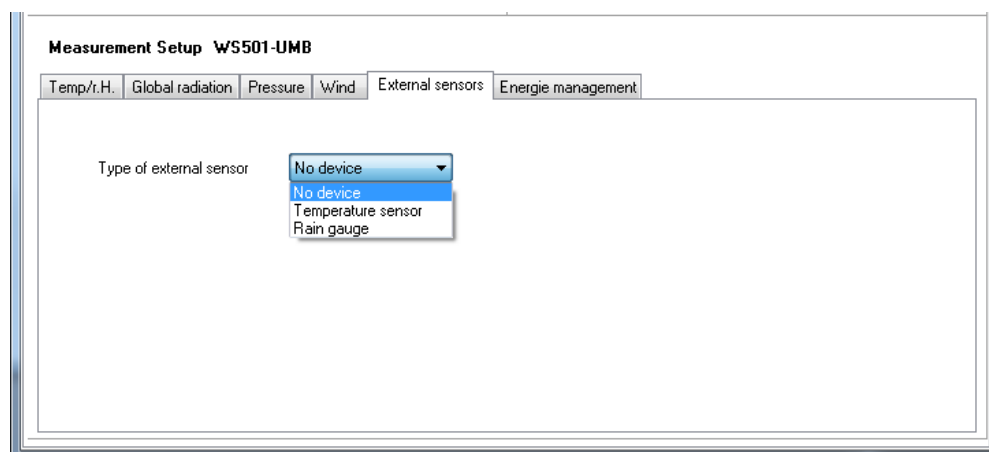 Measurement Setup WS501-UMB
Temp/r.H. Global radiation Pressure Wind External sensors Energie management
Type of external sensor No device
No device
Temperature sensor
Rain gauge